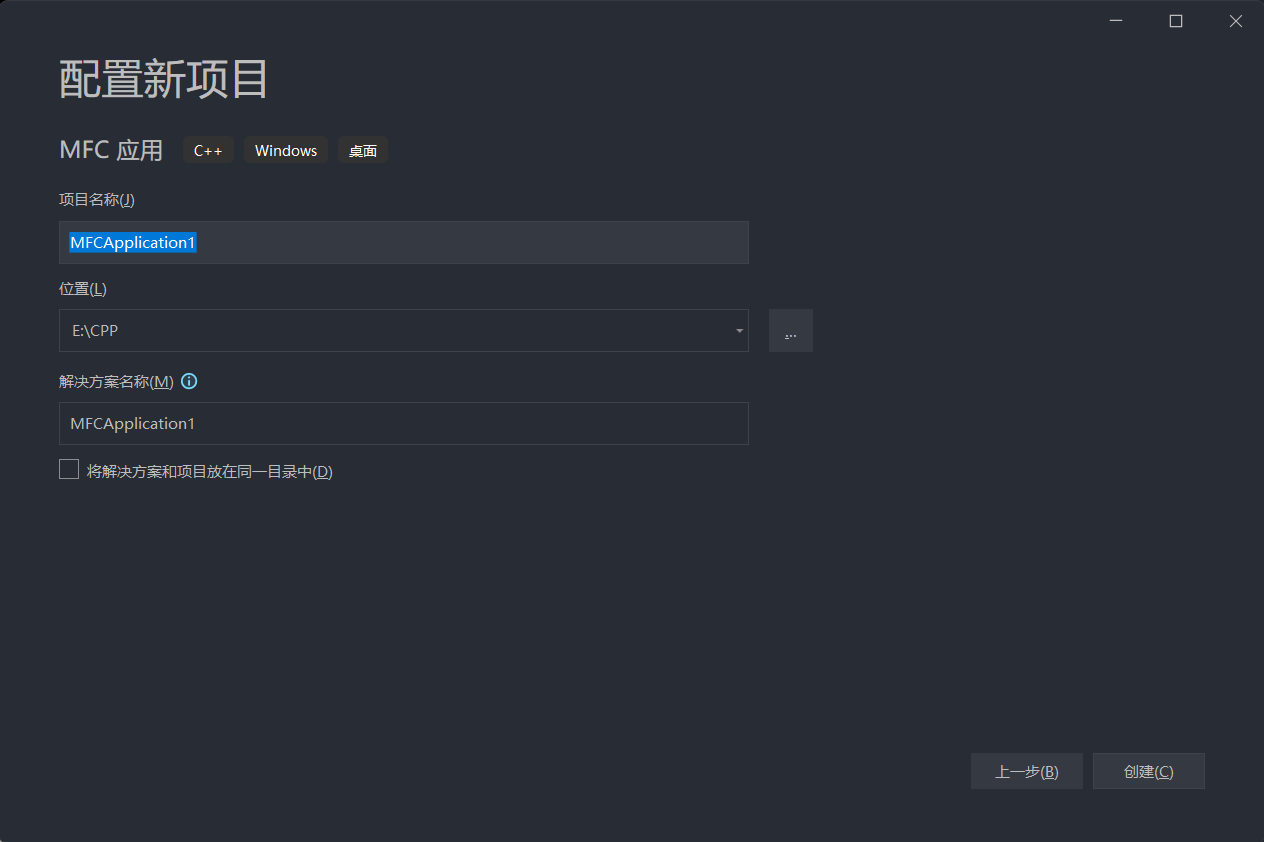 配置新项目
MFC 应用 C++ Windows 桌面
项目名称(J)
MFCApplication1
位置(L)
E:\CPP
...
解决方案名称(M)
MFCApplication1
将解决方案和项目放在同一目录中(D)
上一步(B) 创建(C)